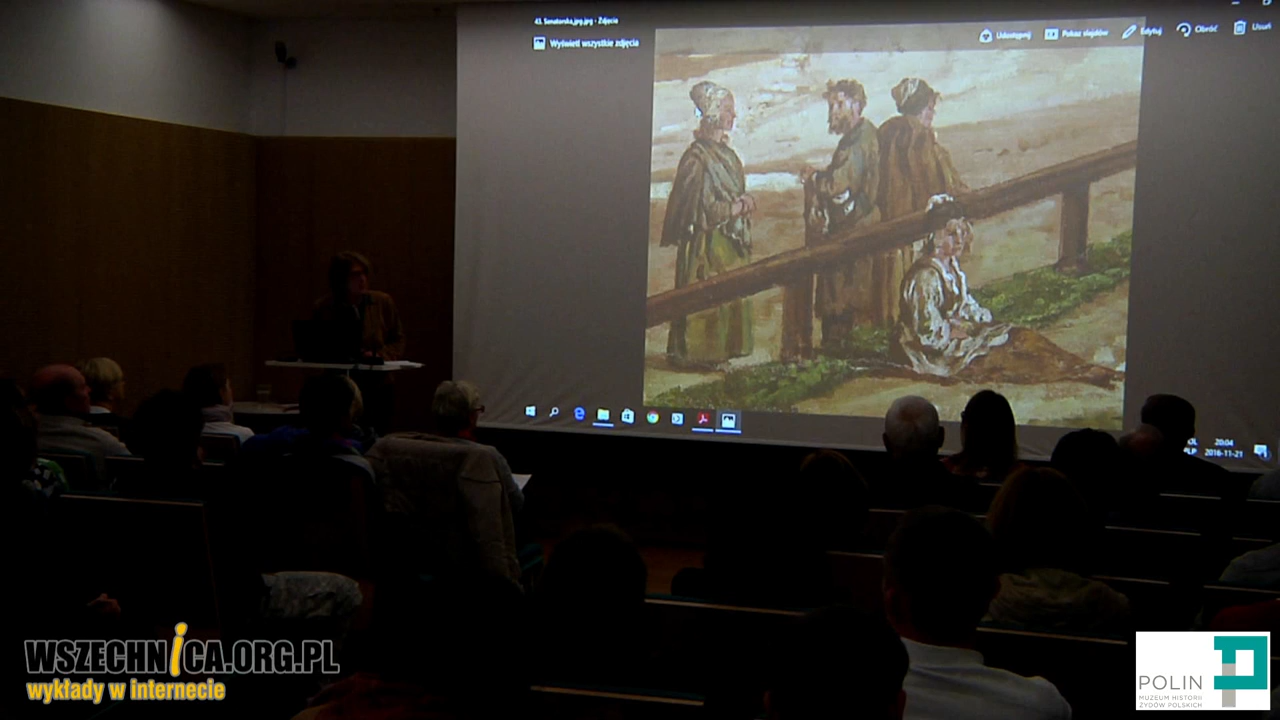 43. Senatorska,jpg.jpg - Zdjęcia
Wyświetl wszystkie zdjęcia
Udostępnij
Pokaz slajdów
Edytuj
Obróć
Usuń
20:04
2016-11-21
WSZECHNICA.ORG.PL
wykłady w internecie
POLIN
MUZEUM HISTORII
ŻYDÓW POLSKICH